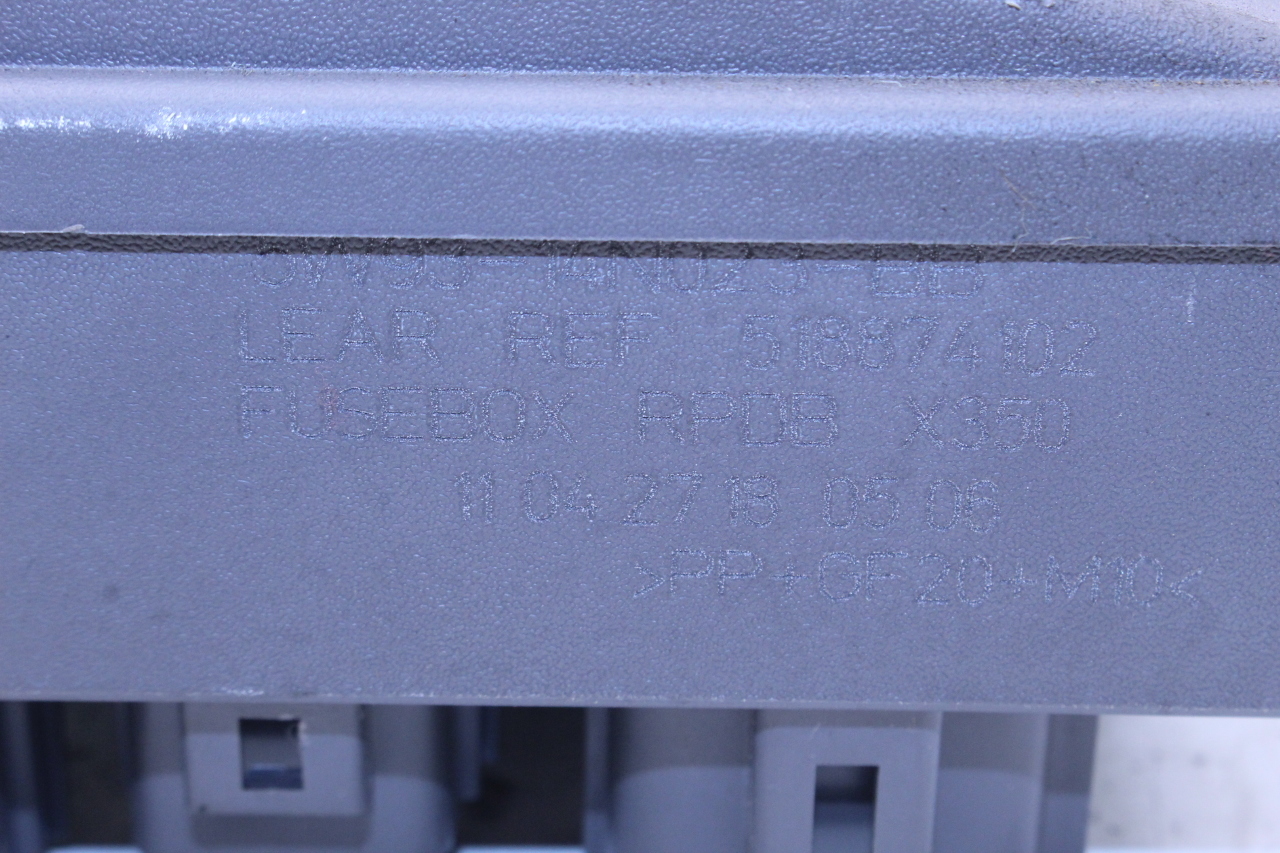 LEAR REF 518874102
FUSEBOX RPDB X350
11 04 27 18 05 06
>PP+GF20+M10<